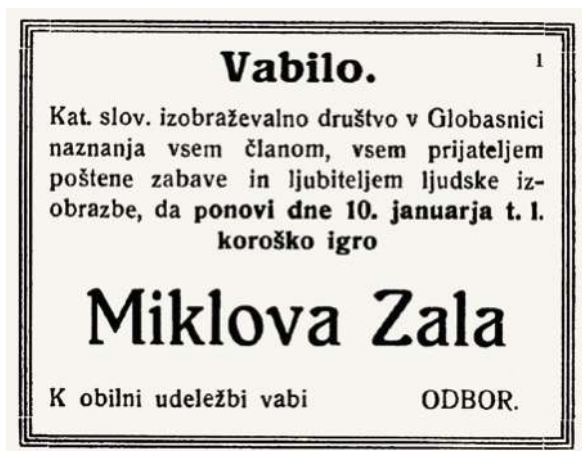 Vabilo. 1
Kat. slov. izobraževalno društvo v Globasnici
naznanja vsem članom, vsem prijateljem
poštene zabave in ljubiteljem ljudske iz-
obrazbe, da ponovi dne 10. januarja t. l.
koroško igro
Miklova Zala
K obilni udeležbi vabi ODBOR.